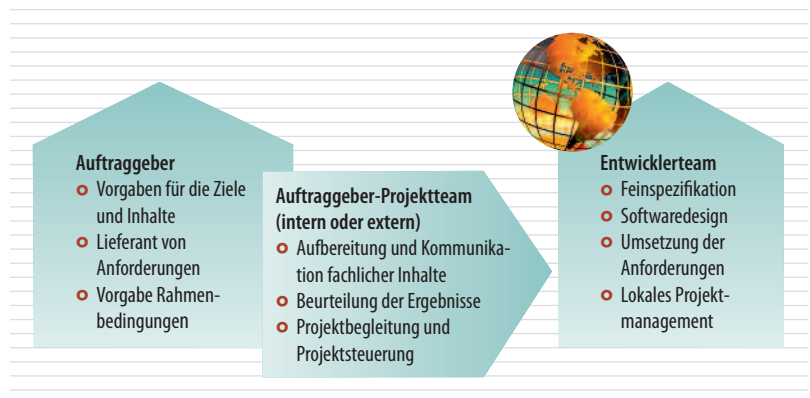 Auftraggeber
Vorgaben für die Ziele
und Inhalte
Lieferant von
Anforderungen
Vorgabe Rahmen-
bedingungen
Auftraggeber-Projektteam
(intern oder extern)
Aufbereitung und Kommunika-
tion fachlicher Inhalte
Beurteilung der Ergebnisse
Projektbegleitung und
Projektsteuerung
Entwicklerteam
Feinspezifikation
Softwaredesign
Umsetzung der
Anforderungen
Lokales Projekt-
management